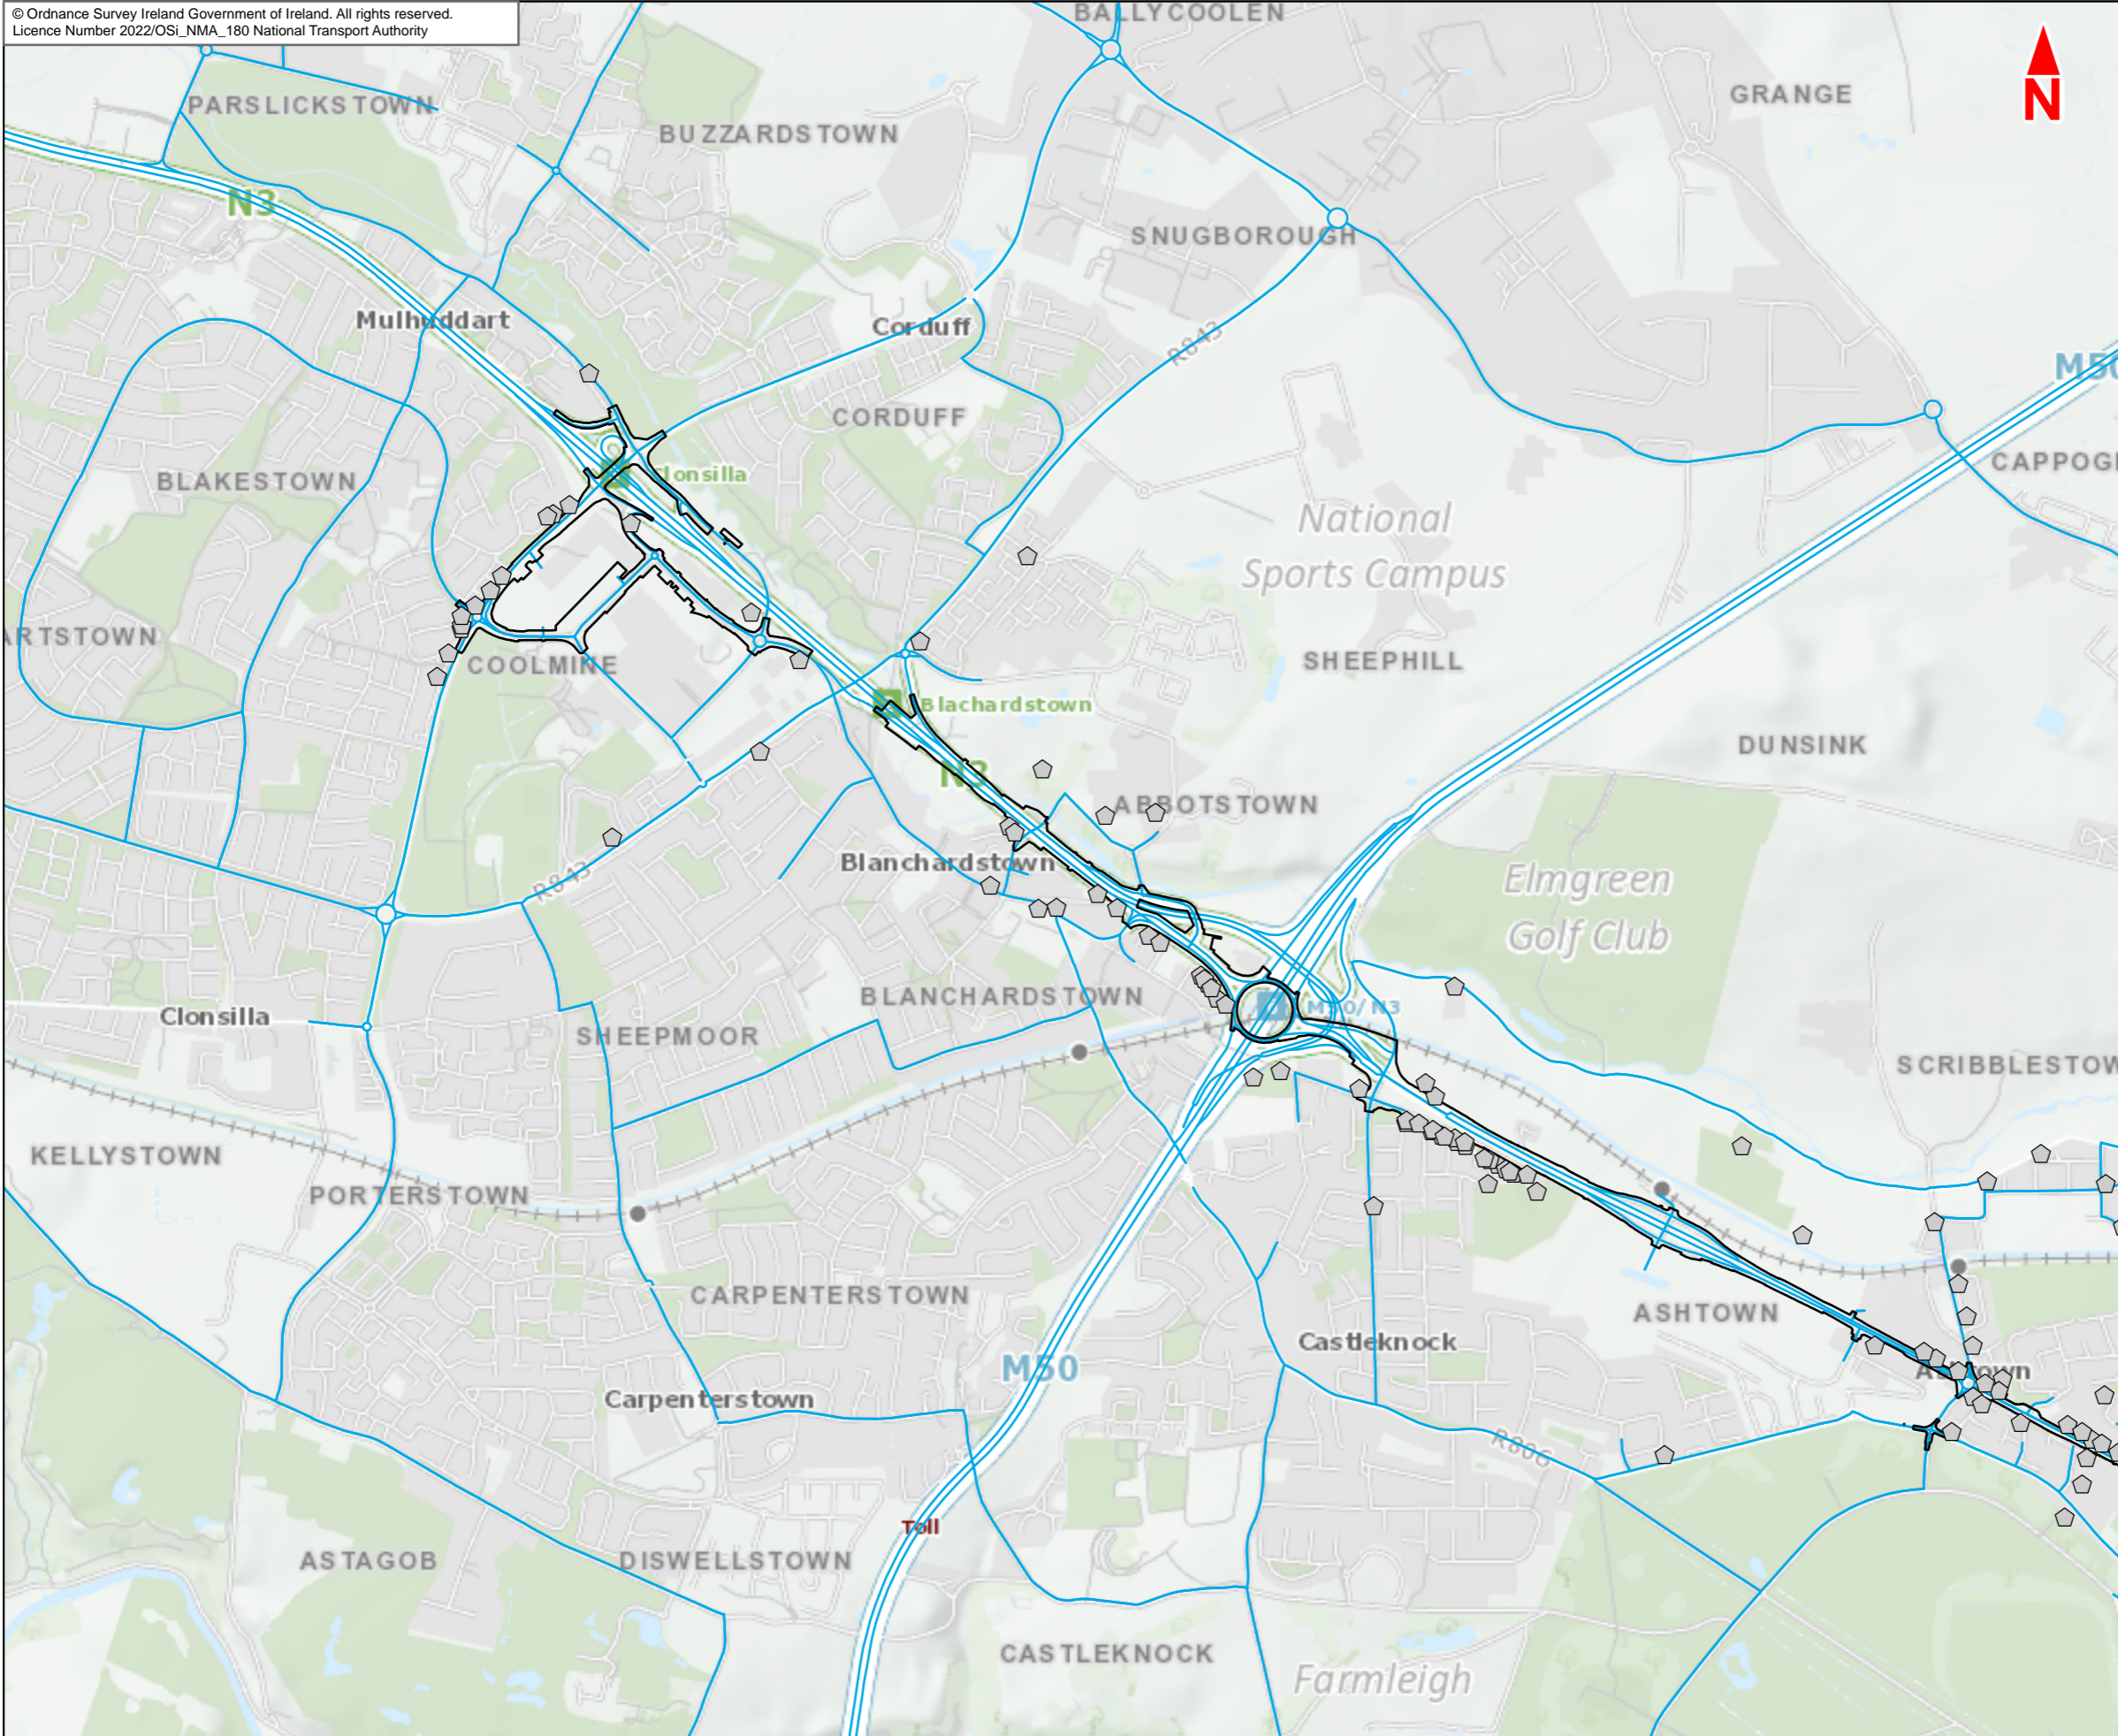 © Ordnance Survey Ireland Government of Ireland. All rights reserved.
Licence Number 2022/OSi_NMA_180 National Transport Authority
BALLYCOOLEN
N
GRANGE
PARSLICKSTOWN
BUZZARDSTOWN
N3
SNUGBOROUGH
Mulhuddart
Corduff
R843
M50
CORDUFF
CAPPOG
BLAKESTOWN
Clonsilla
National
Sports Campus
ARTSTOWN
COOLMINE
SHEEPHILL
Blachardstown
DUNSINK
N3
ABBOTSTOWN
Blanchardstown
R843
Elmgreen
Golf Club
BLANCHARDSTOWN
M50/N3
Clonsilla
SHEEPMOOR
SCRIBBLESTOW
KELLYSTOWN
PORTERSTOWN
CARPENTERSTOWN
ASHTOWN
Castleknock
M50
Ashtown
Carpenterstown
R806
Toll
ASTAGOB
DISWELLSTOWN
CASTLEKNOCK
Farmleigh